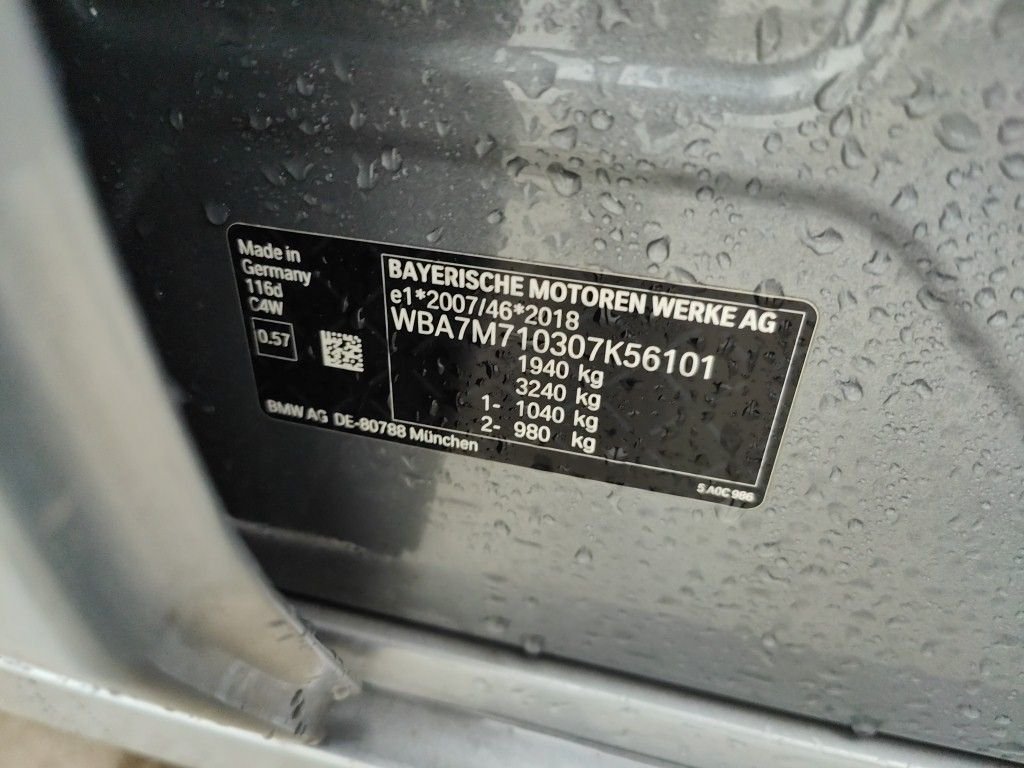 Made in
Germany
116d
C4W
0.57
BAYERISCHE MOTOREN WERKE AG
e1*2007/46*2018
WBA7M710307K56101
1940 kg
3240 kg
1- 1040 kg
2- 980 kg
BMW AG DE-80788 München
5 A0C 986